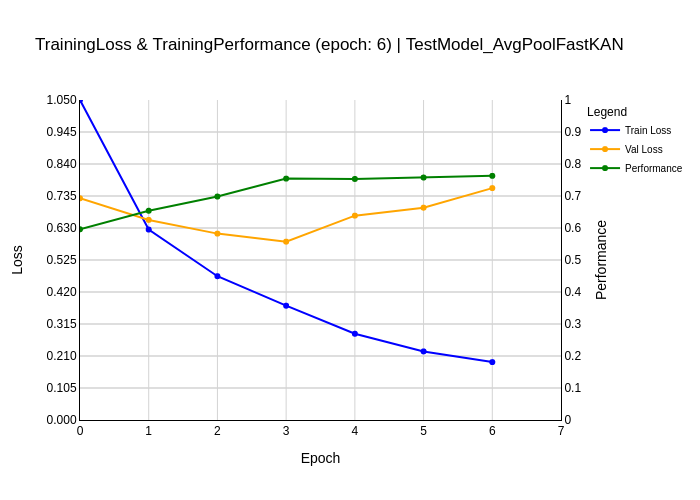 TrainingLoss & TrainingPerformance (epoch: 6) | TestModel_AvgPoolFastKAN
Loss
1.050
0.945
0.840
0.735
0.630
0.525
0.420
0.315
0.210
0.105
0.000
0 1 2 3 4 5 6 7
Epoch
1
0.9
0.8
0.7
0.6
0.5
0.4
0.3
0.2
0.1
0
Performance
Legend
Train Loss
Val Loss
Performance